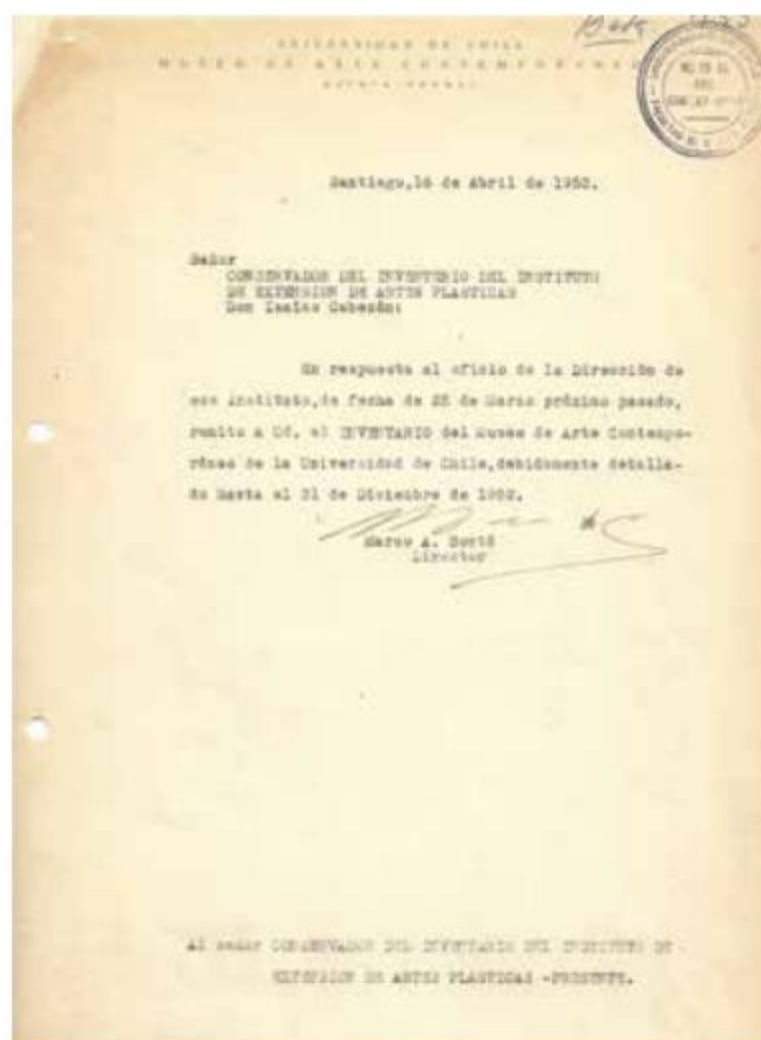 UNIVERSIDAD DE CHILE
MUSEO DE ARTE CONTEMPORANEO
Santiago, 16 de Abril de
Señor
CONSERVADOR DEL INVENTARIO DEL INSTITUTO
DE EXTENSION DE ARTES PLASTICAS
Don Isaías Cabezón:
En respuesta al oficio de la Dirección de
ese Instituto, de fecha de de Marzo próximo pasado,
remito a Ud. el INVENTARIO del Museo de Arte Contempo-
ráneo de la Universidad de Chile, debidamente detalla-
do hasta el 31 de Diciembre de
Marco A. Bontá
Director
Al señor CONSERVADOR DEL INVENTARIO DEL INSTITUTO DE
EXTENSION DE ARTES PLASTICAS -PRESENTE.